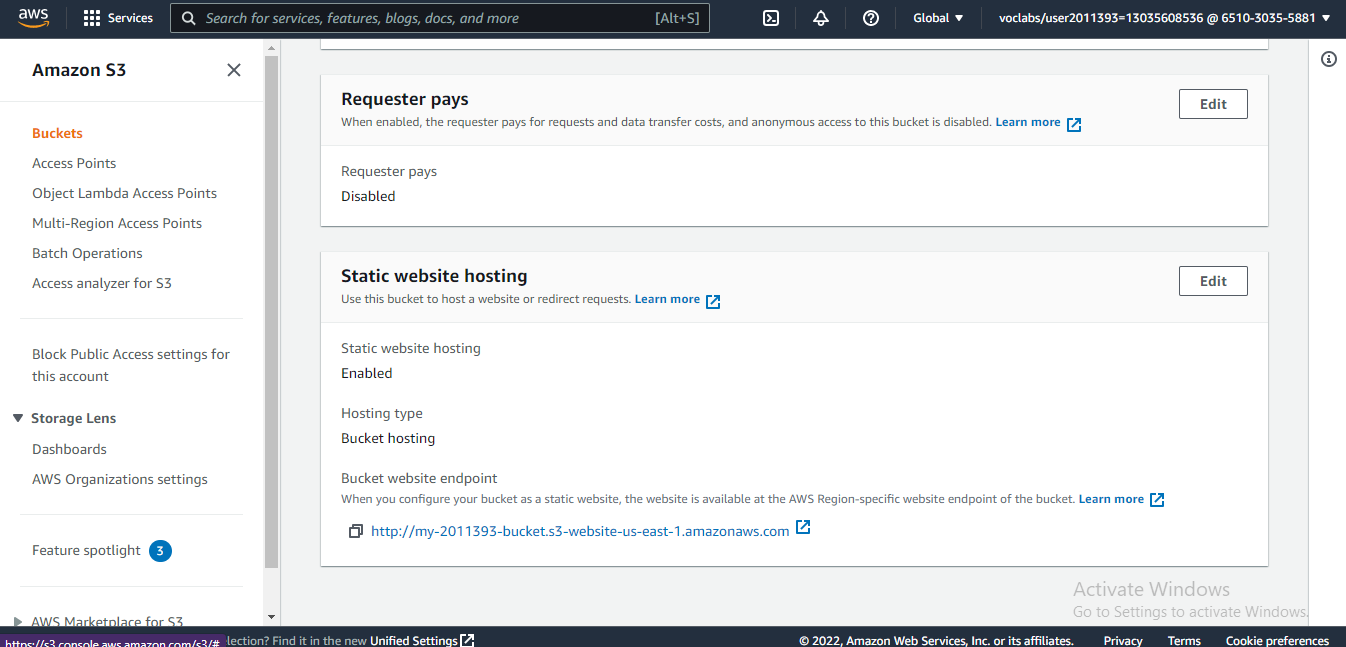 aws
Services
Search for services, features, blogs, docs, and more
[Alt+S]
Global
voclabs/user2011393=13035608536 @ 6510-3035-5881
Amazon S3
Buckets
Access Points
Object Lambda Access Points
Multi-Region Access Points
Batch Operations
Access analyzer for S3
Block Public Access settings for
this account
Storage Lens
Dashboards
AWS Organizations settings
Feature spotlight 3
AWS Marketplace for S3
Requester pays
When enabled, the requester pays for requests and data transfer costs, and anonymous access to this bucket is disabled. Learn more
Edit
Requester pays
Disabled
Static website hosting
Use this bucket to host a website or redirect requests. Learn more
Edit
Static website hosting
Enabled
Hosting type
Bucket hosting
Bucket website endpoint
When you configure your bucket as a static website, the website is available at the AWS Region-specific website endpoint of the bucket. Learn more
http://my-2011393-bucket.s3-website-us-east-1.amazonaws.com
Activate Windows
Go to Settings to activate Windows.
https://s3.console.aws.amazon.com/s3/#
lection? Find it in the new Unified Settings
© 2022, Amazon Web Services, Inc. or its affiliates.
Privacy
Terms
Cookie preferences